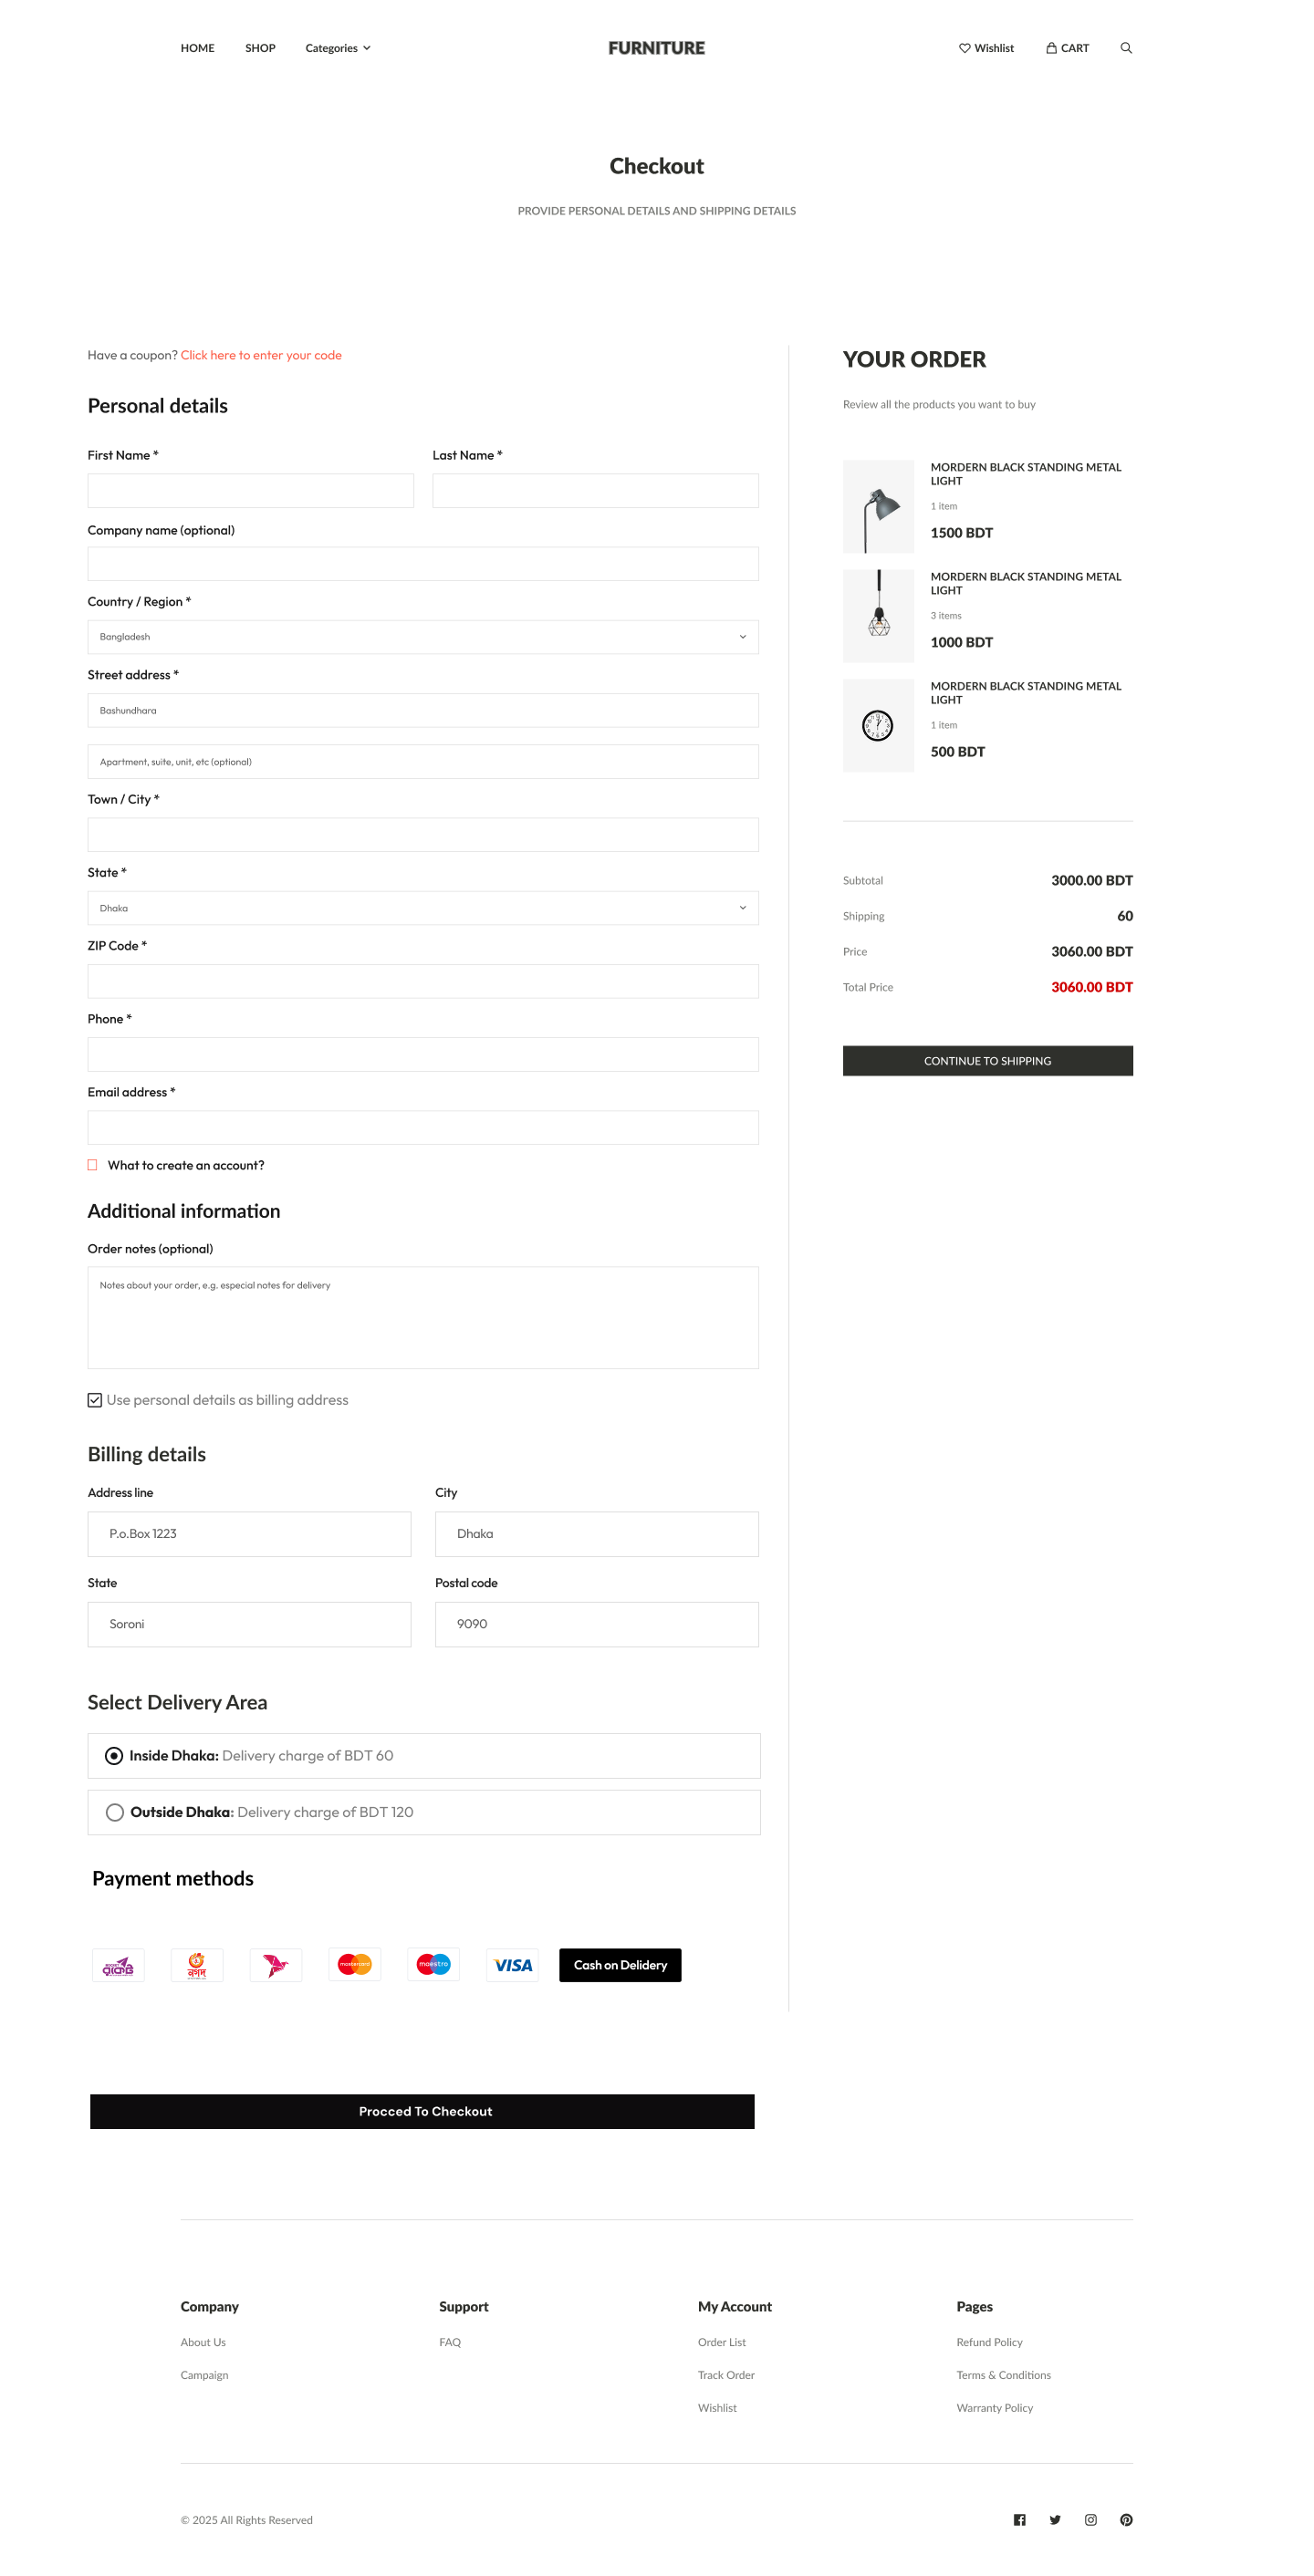 HOME
SHOP
Categories
FURNITURE
Wishlist
CART
Checkout
PROVIDE PERSONAL DETAILS AND SHIPPING DETAILS
Have a coupon? Click here to enter your code
Personal details
First Name *
Last Name *
Company name (optional)
Country / Region *
Bangladesh
Street address *
Bashundhara
Apartment, suite, unit, etc (optional)
Town / City *
State *
Dhaka
ZIP Code *
Phone *
Email address *
What to create an account?
Additional information
Order notes (optional)
Notes about your order, e.g. especial notes for delivery
Use personal details as billing address
Billing details
Address line
City
P.o.Box 1223
Dhaka
State
Postal code
Soroni
9090
Select Delivery Area
Inside Dhaka: Delivery charge of BDT 60
Outside Dhaka: Delivery charge of BDT 120
Payment methods
রকেট
নগদ
mastercard
maestro
VISA
Cash on Delidery
Procced To Checkout
YOUR ORDER
Review all the products you want to buy
MORDERN BLACK STANDING METAL
LIGHT
1 item
1500 BDT
MORDERN BLACK STANDING METAL
LIGHT
3 items
1000 BDT
MORDERN BLACK STANDING METAL
LIGHT
1 item
500 BDT
Subtotal
3000.00 BDT
Shipping
60
Price
3060.00 BDT
Total Price
3060.00 BDT
CONTINUE TO SHIPPING
Company
About Us
Campaign
Support
FAQ
My Account
Order List
Track Order
Wishlist
Pages
Refund Policy
Terms & Conditions
Warranty Policy
© 2025 All Rights Reserved